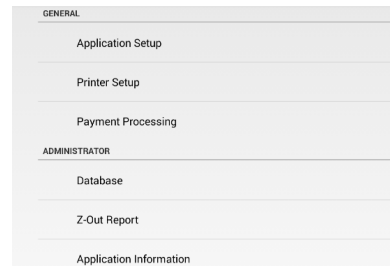 GENERAL
Application Setup
Printer Setup
Payment Processing
ADMINISTRATOR
Database
Z-Out Report
Application Information